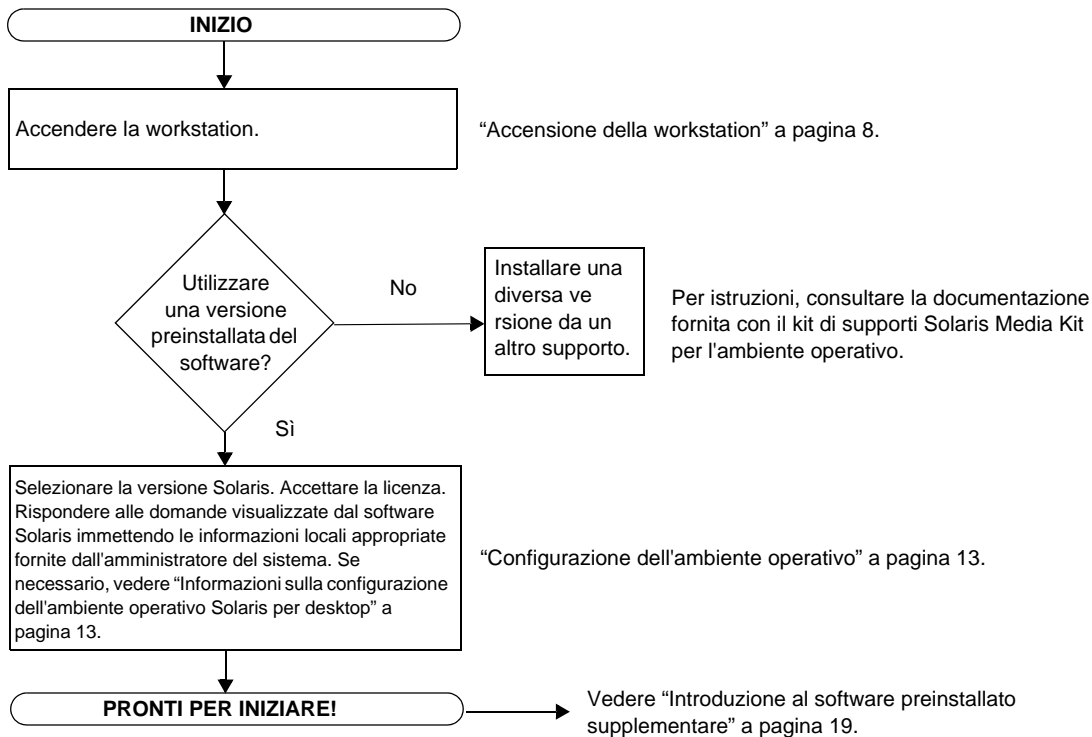 INIZIO
Accendere la workstation.
“Accensione della workstation” a pagina 8.
Utilizzare
una versione
preinstallata del
software?
No
Installare una
diversa ve
rsione da un
altro supporto.
Per istruzioni, consultare la documentazione
fornita con il kit di supporti Solaris Media Kit
per l'ambiente operativo.
Sì
Selezionare la versione Solaris. Accettare la licenza.
Rispondere alle domande visualizzate dal software
Solaris immettendo le informazioni locali appropriate
fornite dall'amministratore del sistema. Se
necessario, vedere “Informazioni sulla configurazione
dell'ambiente operativo Solaris per desktop” a
pagina 13.
“Configurazione dell'ambiente operativo” a pagina 13.
PRONTI PER INIZIARE!
Vedere “Introduzione al software preinstallato
supplementare” a pagina 19.